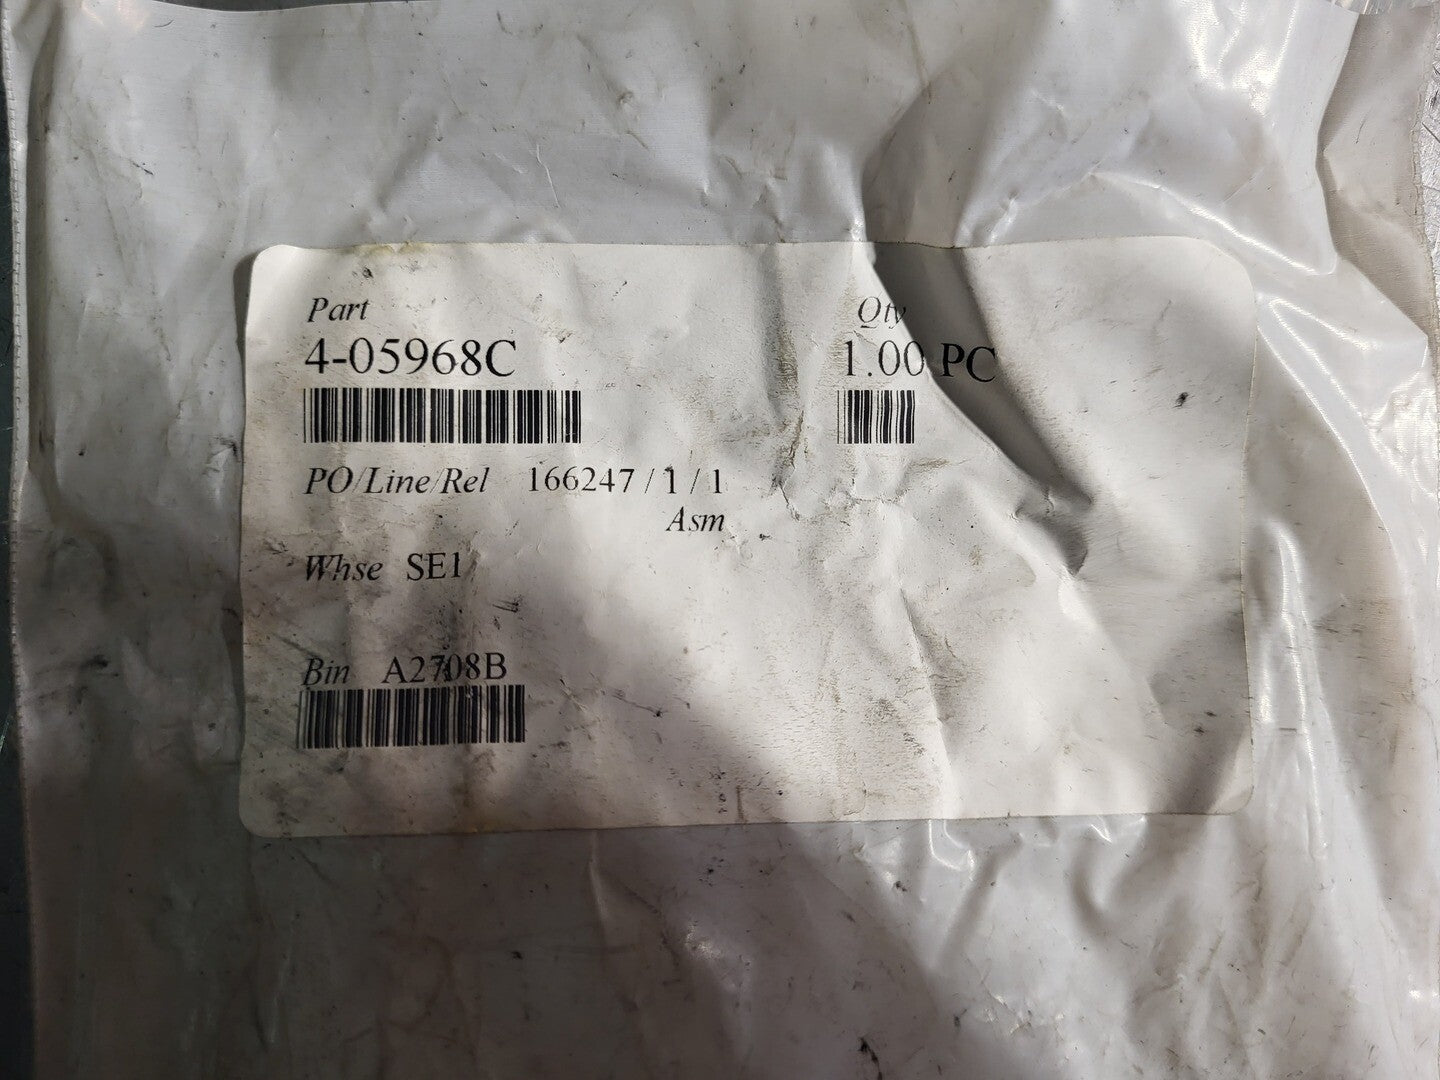 Part Qty
4-05968C 1.00 PC
PO/Line/Rel 166247 / 1 / 1
Asm
Whse SE1
Bin A2708B